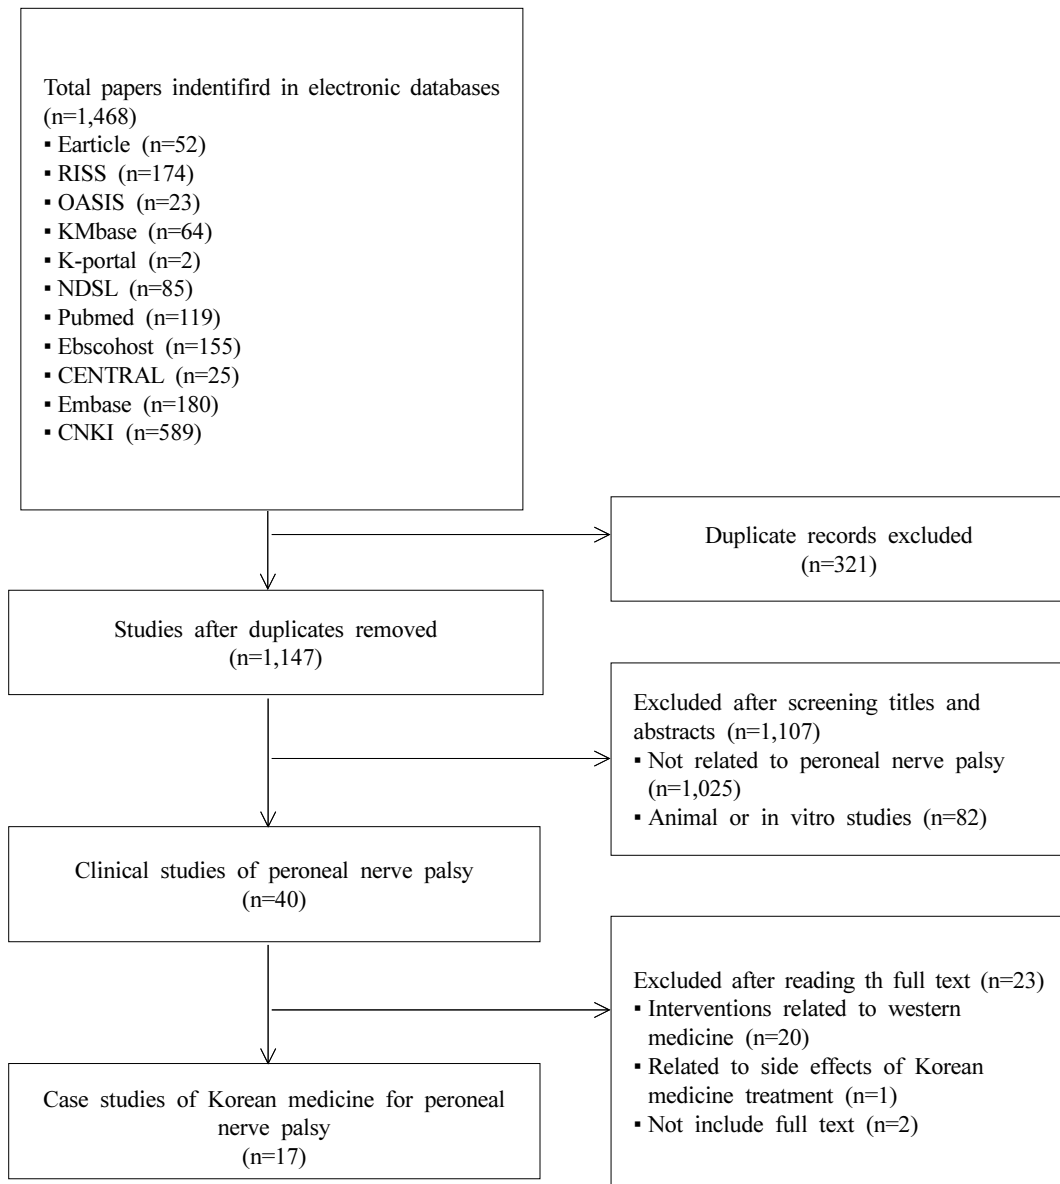 Total papers indentifird in electronic databases
(n=1,468)
▪ Earticle (n=52)
▪ RISS (n=174)
▪ OASIS (n=23)
▪ KMbase (n=64)
▪ K-portal (n=2)
▪ NDSL (n=85)
▪ Pubmed (n=119)
▪ Ebscohost (n=155)
▪ CENTRAL (n=25)
▪ Embase (n=180)
▪ CNKI (n=589)
Duplicate records excluded
(n=321)
Studies after duplicates removed
(n=1,147)
Excluded after screening titles and
abstracts (n=1,107)
▪ Not related to peroneal nerve palsy
(n=1,025)
▪ Animal or in vitro studies (n=82)
Clinical studies of peroneal nerve palsy
(n=40)
Excluded after reading th full text (n=23)
▪ Interventions related to western
medicine (n=20)
▪ Related to side effects of Korean
medicine treatment (n=1)
▪ Not include full text (n=2)
Case studies of Korean medicine for peroneal
nerve palsy
(n=17)